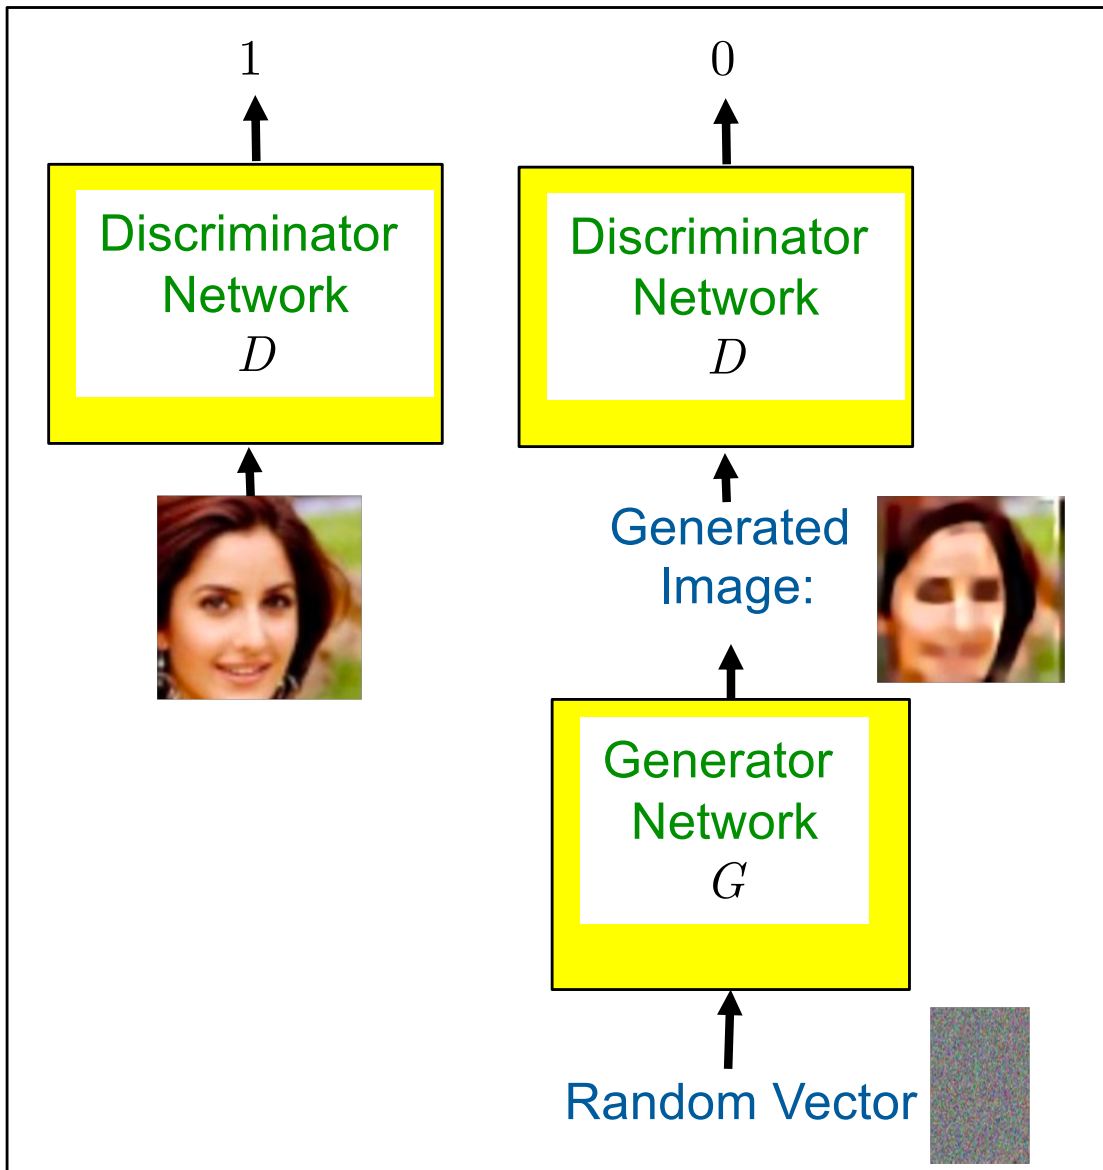 1
Discriminator
Network
D
0
Discriminator
Network
D
Generated
Image:
Generator
Network
G
Random Vector